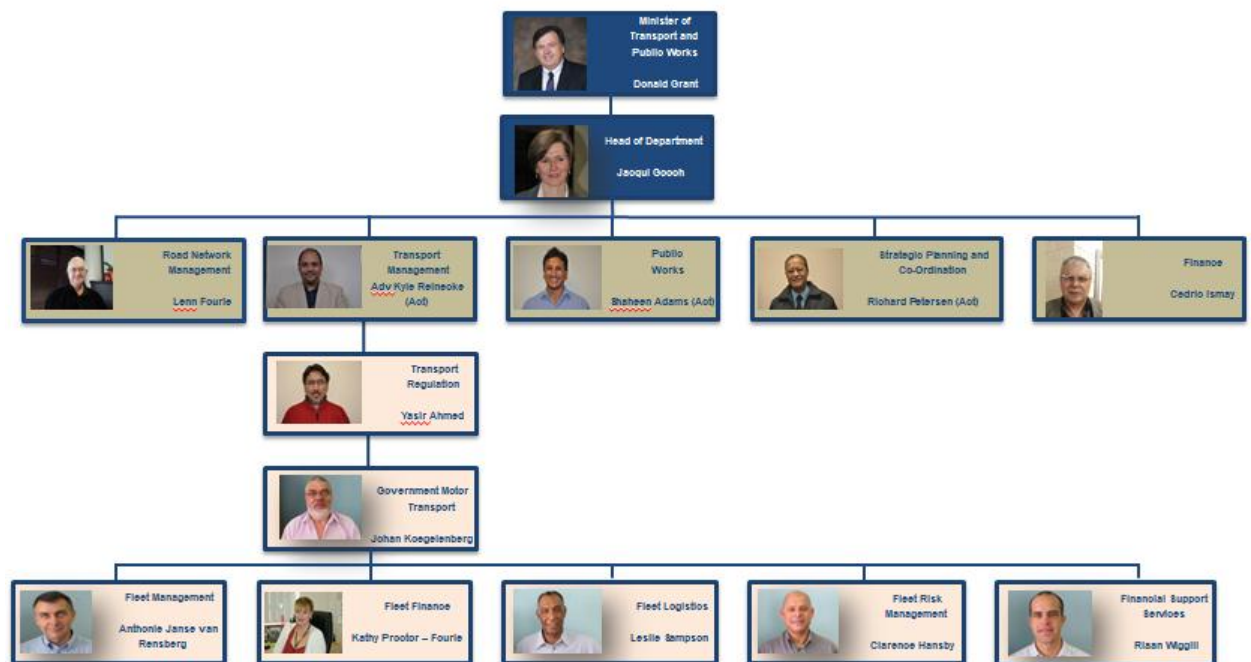 Minister of
Transport and
Public Works
Donald Grant
Head of Department
Jacqui Gooch
Road Network
Management
Lenn Fourie
Transport
Management
Adv Kyle Reinecke
(Act)
Public
Works
Shaheen Adams (Act)
Strategic Planning and
Co-Ordination
Richard Petersen (Act)
Finance
Cedric Ismay
Transport
Regulation
Yasir Ahmed
Government Motor
Transport
Johan Koegelenberg
Fleet Management
Anthonie Janse van
Rensberg
Fleet Finance
Kathy Proctor – Fourie
Fleet Logistics
Leslie Sampson
Fleet Risk
Management
Clarence Hansby
Financial Support
Services
Riaan Wiggill